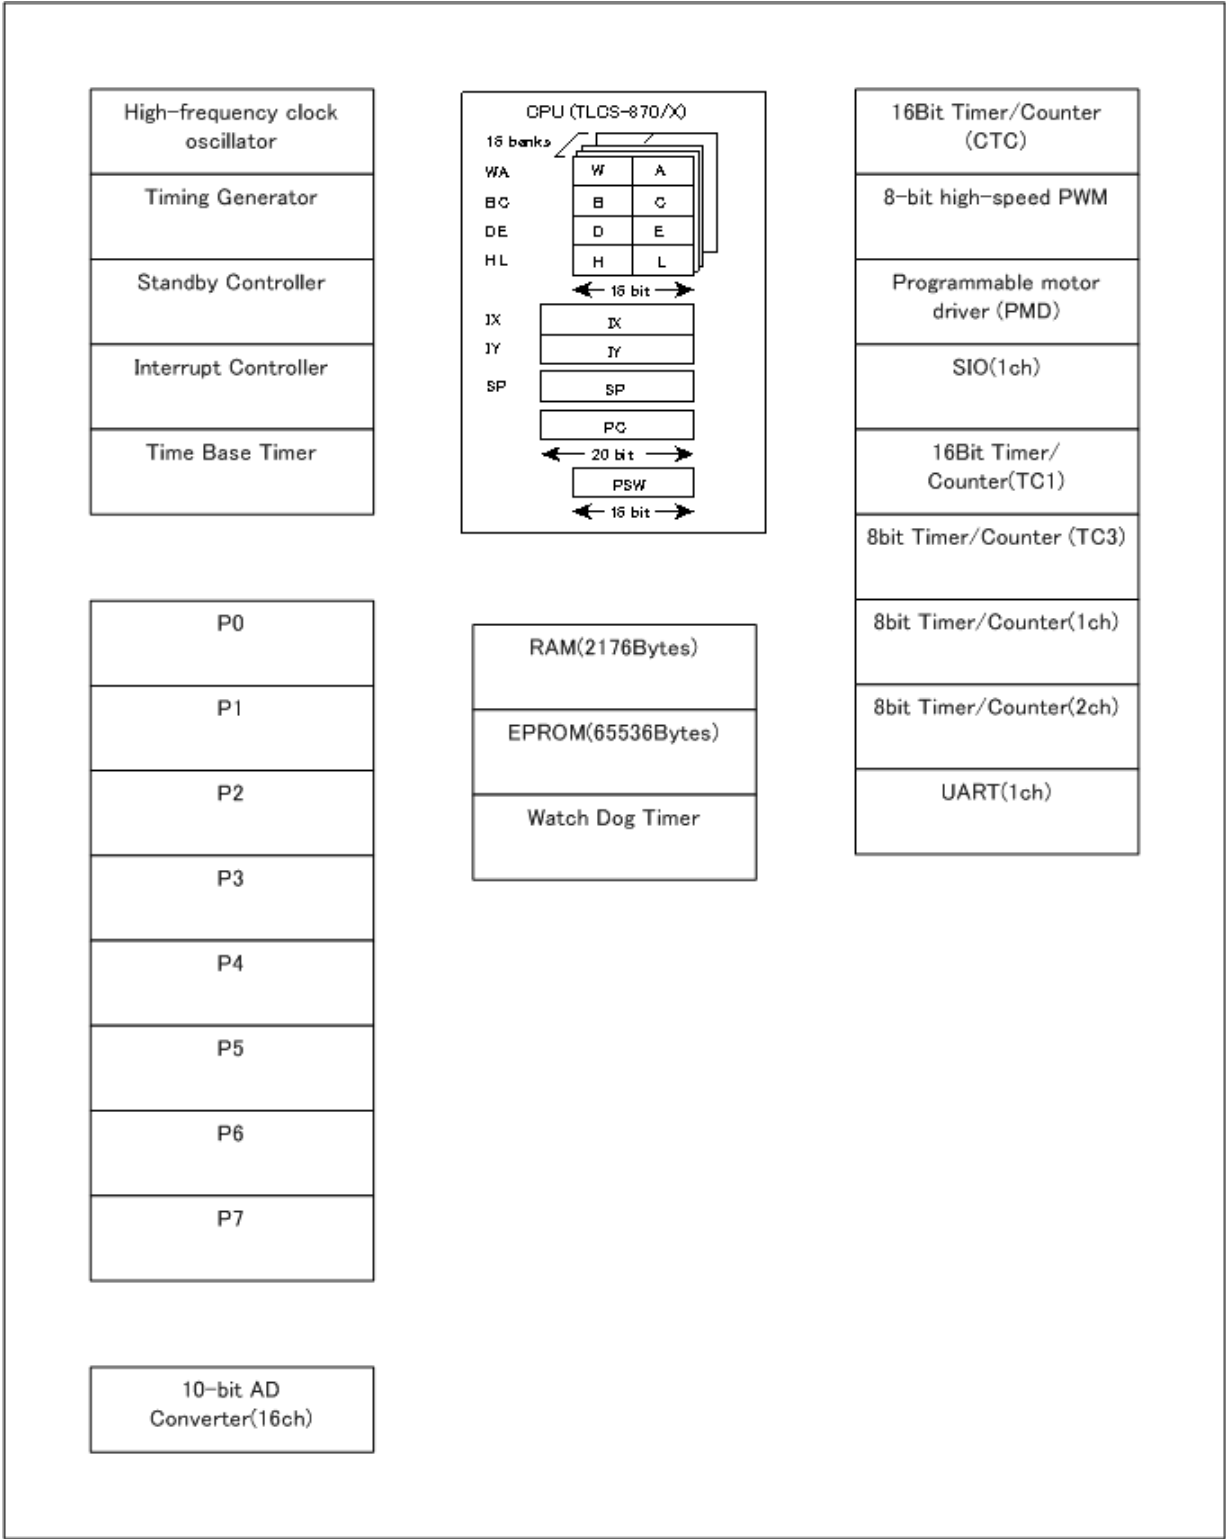 High-frequency clock
oscillator
Timing Generator
Standby Controller
Interrupt Controller
Time Base Timer
CPU (TLCS-870/X)
16 banks
WA
W A
BC
B C
DE
D E
HL
H L
16 bit
IX
IX
IY
IY
SP
SP
PC
20 bit
PSW
16 bit
16Bit Timer/Counter
(CTC)
8-bit high-speed PWM
Programmable motor
driver (PMD)
SIO(1ch)
16Bit Timer/
Counter(TC1)
8bit Timer/Counter (TC3)
8bit Timer/Counter(1ch)
8bit Timer/Counter(2ch)
UART(1ch)
P0
P1
P2
P3
P4
P5
P6
P7
RAM(2176Bytes)
EPROM(65536Bytes)
Watch Dog Timer
10-bit AD
Converter(16ch)